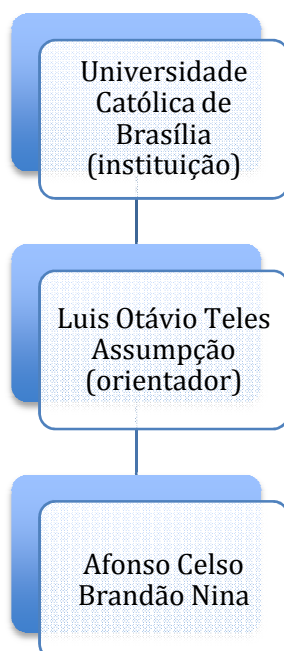 Universidade
Católica de
Brasília
(instituição)
Luis Otávio Teles
Assumpção
(orientador)
Afonso Celso
Brandão Nina